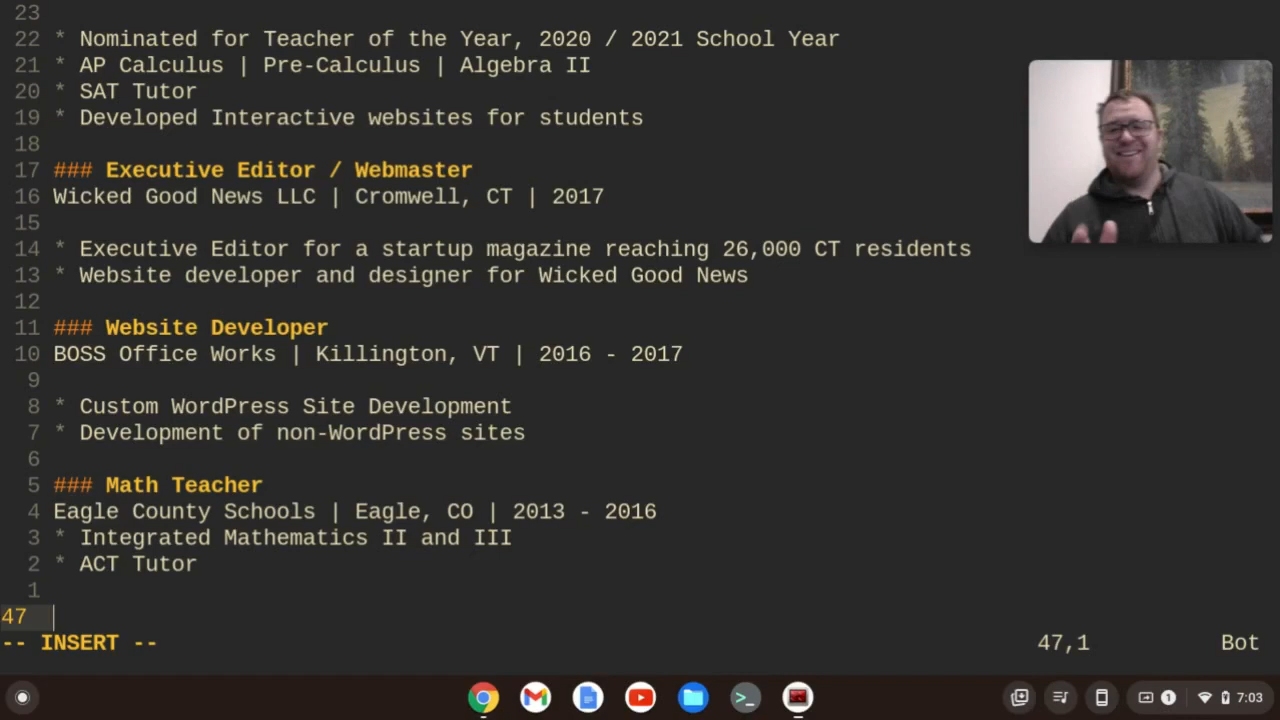 23
22 * Nominated for Teacher of the Year, 2020 / 2021 School Year
21 * AP Calculus | Pre-Calculus | Algebra II
20 * SAT Tutor
19 * Developed Interactive websites for students
18
17 ### Executive Editor / Webmaster
16 Wicked Good News LLC | Cromwell, CT | 2017
15
14 * Executive Editor for a startup magazine reaching 26,000 CT residents
13 * Website developer and designer for Wicked Good News
12
11 ### Website Developer
10 BOSS Office Works | Killington, VT | 2016 - 2017
9
8 * Custom WordPress Site Development
7 * Development of non-WordPress sites
6
5 ### Math Teacher
4 Eagle County Schools | Eagle, CO | 2013 - 2016
3 * Integrated Mathematics II and III
2 * ACT Tutor
1
47
-- INSERT -- 47,1 Bot
1 7:03